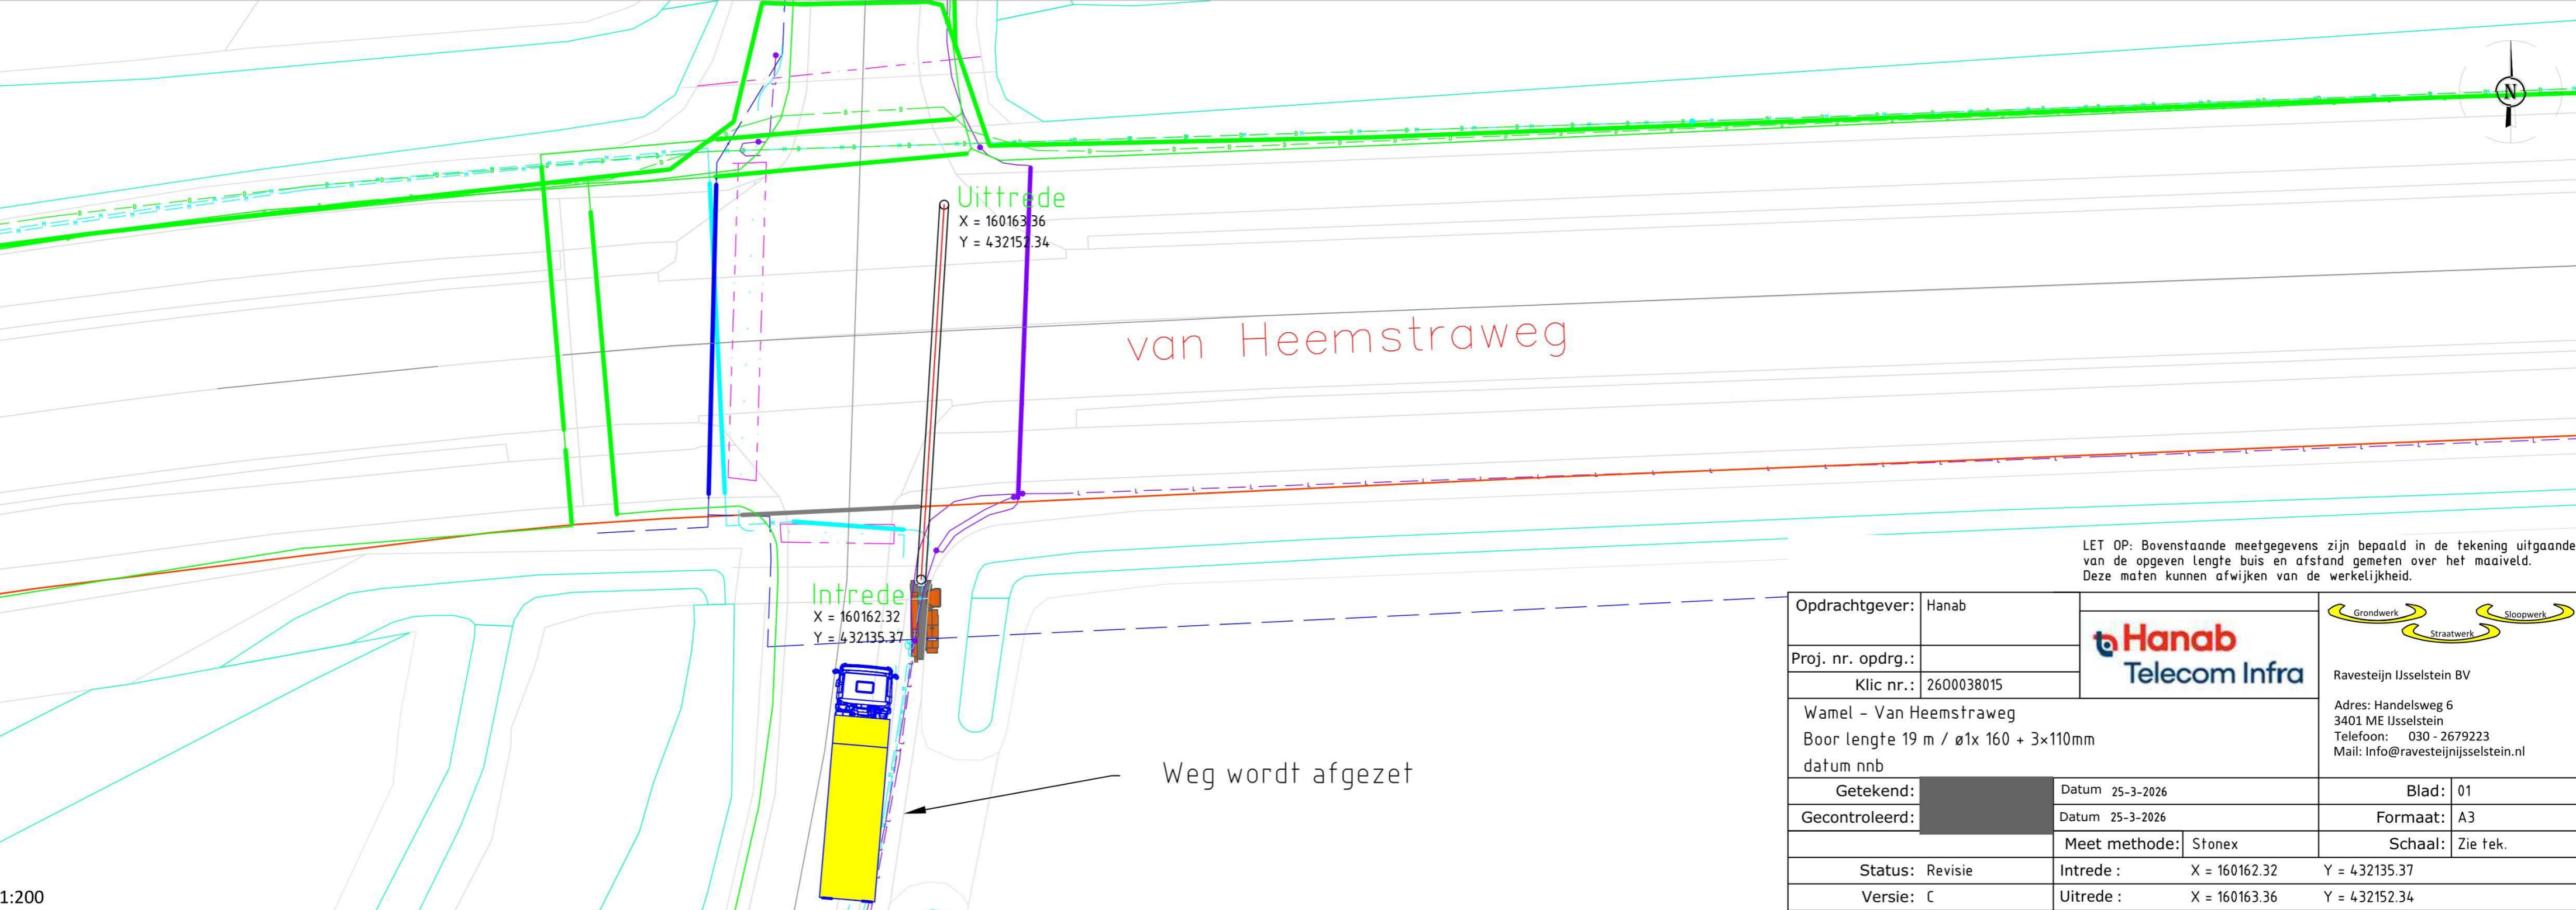 N
Uittrede
X = 160163.36
Y = 432152.34
van Heemstraweg
Intrede
X = 160162.32
Y = 432135.37
Weg wordt afgezet
1:200
LET OP: Bovenstaande meetgegevens zijn bepaald in de tekening uitgaande
van de opgeven lengte buis en afstand gemeten over het maaiveld.
Deze maten kunnen afwijken van de werkelijkheid.
Opdrachtgever: Hanab
Proj. nr. opdrg.:
Klic nr.: 2600038015
Hanab
Telecom Infra
Grondwerk
Sloopwerk
Straatwerk
Ravesteijn IJsselstein BV
Adres: Handelsweg 6
3401 ME IJsselstein
Telefoon: 030 - 2679223
Mail: Info@ravesteijnijsselstein.nl
Wamel - Van Heemstraweg
Boor lengte 19 m / ø1x 160 + 3×110mm
datum nnb
Getekend: Datum 25-3-2026 Blad: 01
Gecontroleerd: Datum 25-3-2026 Formaat: A3
Meet methode: Stonex Schaal: Zie tek.
Status: Revisie Intrede : X = 160162.32 Y = 432135.37
Versie: C Uitrede : X = 160163.36 Y = 432152.34